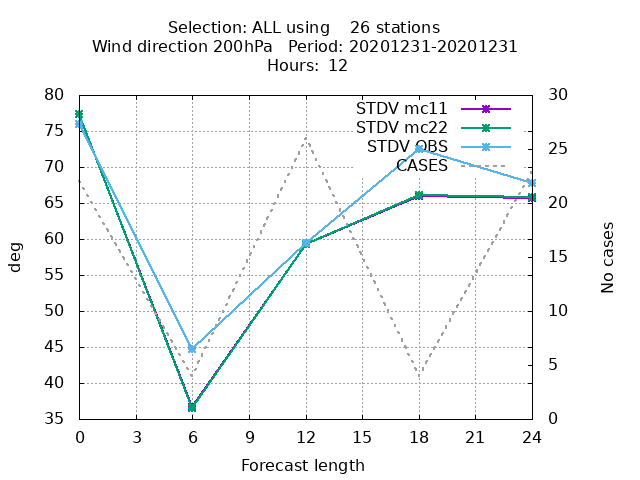 Selection: ALL using    26 stations
Wind direction 200hPa   Period: 20201231-20201231
Hours: 12
80
75
70
65
60
55
50
45
40
35
deg
30
25
20
15
10
5
0
No cases
STDV mc11
STDV mc22
STDV OBS
CASES
0 3 6 9 12 15 18 21 24
Forecast length